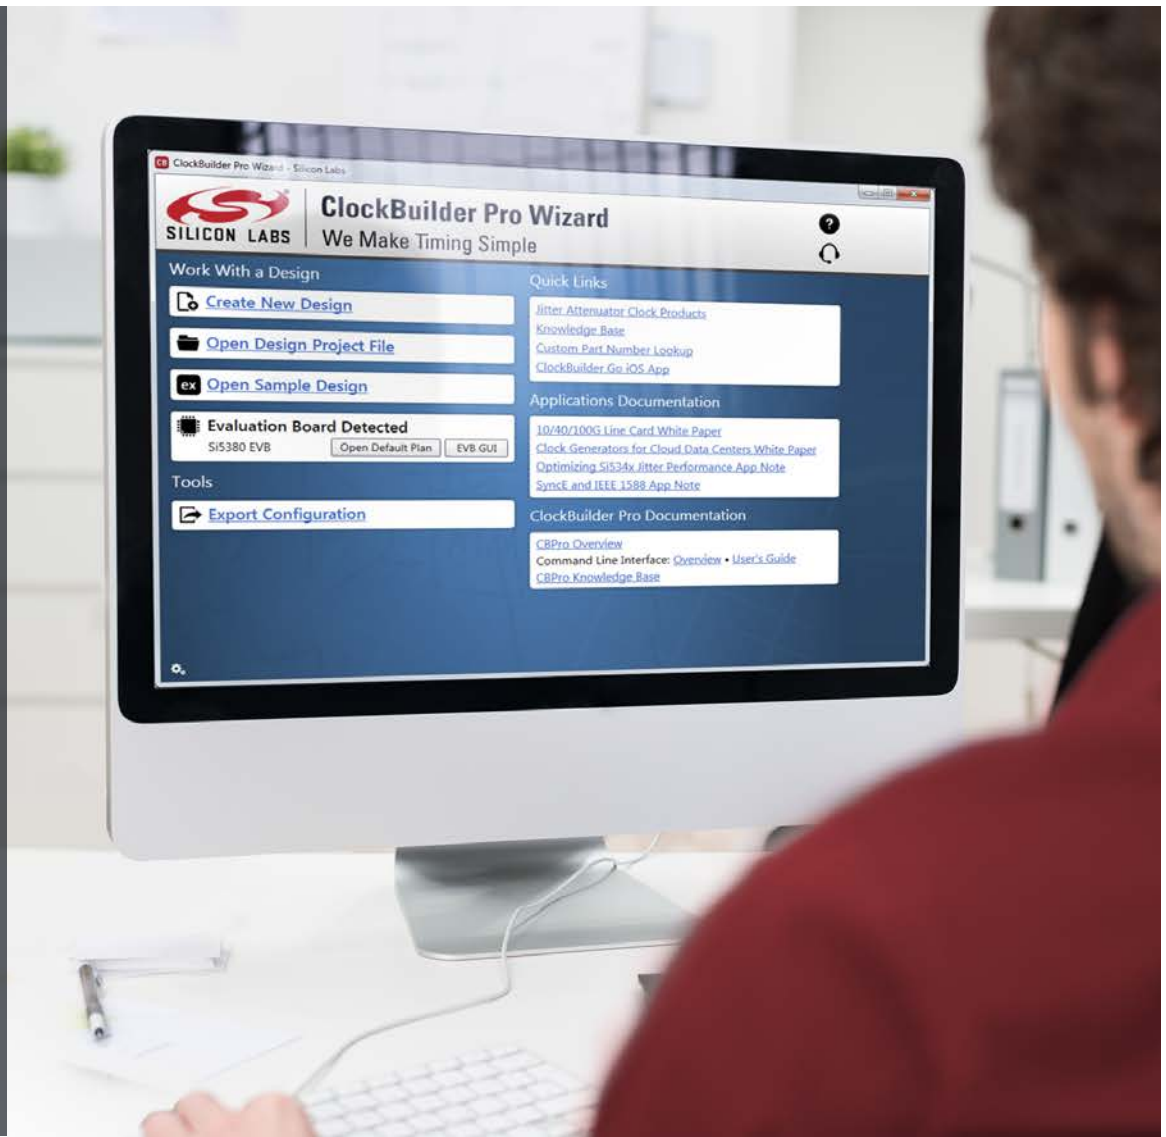 CB ClockBuilder Pro Wizard - Silicon Labs
SILICON LABS
ClockBuilder Pro Wizard
We Make Timing Simple
?
Work With a Design
Create New Design
Open Design Project File
ex Open Sample Design
Evaluation Board Detected
Si5380 EVB Open Default Plan EVB GUI
Tools
Export Configuration
Quick Links
Jitter Attenuator Clock Products
Knowledge Base
Custom Part Number Lookup
ClockBuilder Go iOS App
Applications Documentation
10/40/100G Line Card White Paper
Clock Generators for Cloud Data Centers White Paper
Optimizing Si534x Jitter Performance App Note
SyncE and IEEE 1588 App Note
ClockBuilder Pro Documentation
CBPro Overview
Command Line Interface: Overview • User's Guide
CBPro Knowledge Base